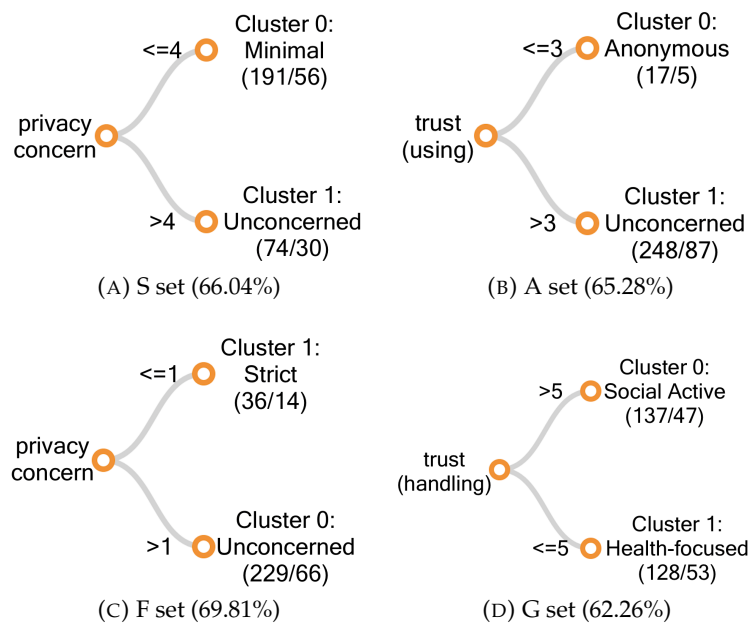 <=4
Cluster 0:
Minimal
(191/56)
privacy
concern
>4
Cluster 1:
Unconcerned
(74/30)
(A) S set (66.04%)
<=3
Cluster 0:
Anonymous
(17/5)
trust
(using)
>3
Cluster 1:
Unconcerned
(248/87)
(B) A set (65.28%)
<=1
Cluster 1:
Strict
(36/14)
privacy
concern
>1
Cluster 0:
Unconcerned
(229/66)
(C) F set (69.81%)
>5
Cluster 0:
Social Active
(137/47)
trust
(handling)
<=5
Cluster 1:
Health-focused
(128/53)
(D) G set (62.26%)